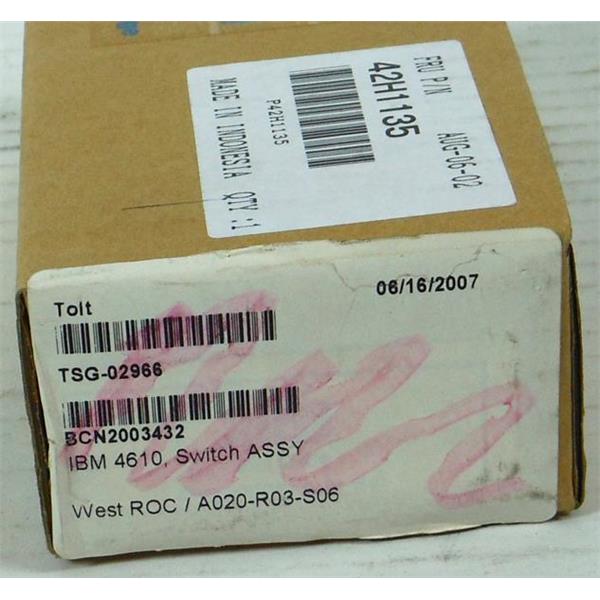 FRU P/N AUG-06-02
42H1135
P42H1135
MADE IN INDONESIA QTY :1
Tolt 06/16/2007
TSG-02966
BCN2003432
IBM 4610, Switch ASSY
West ROC / A020-R03-S06